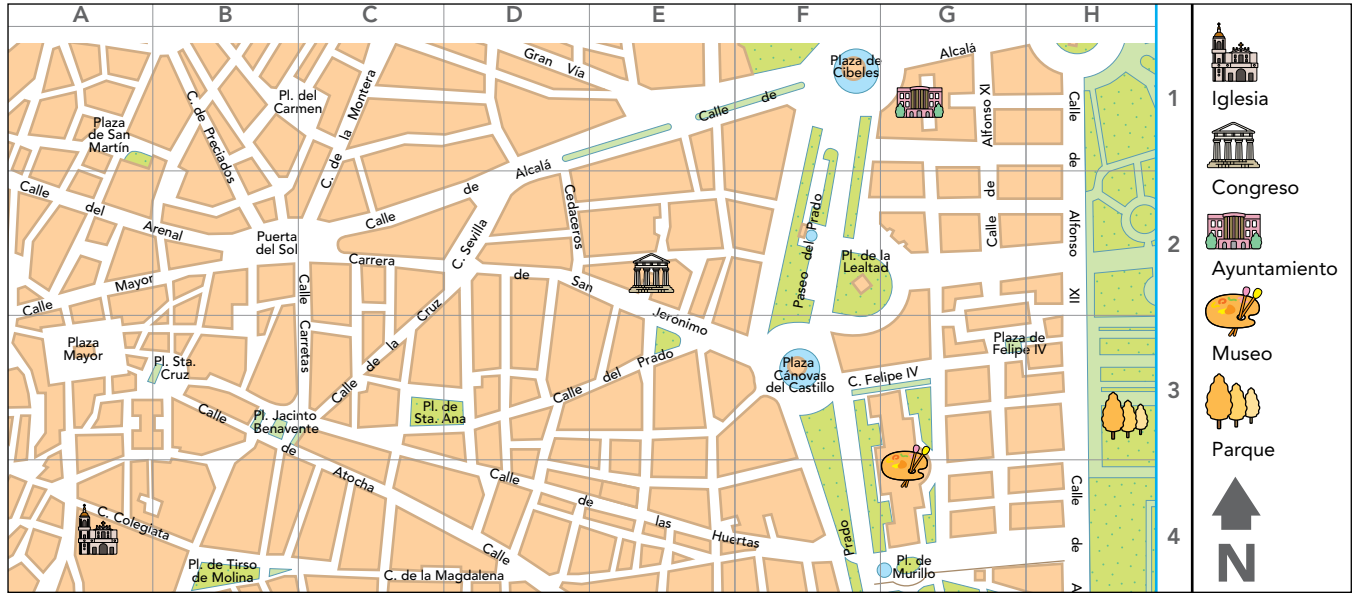 A B C D E F G H
1
2
3
4
Gran Vía
Plaza de
Cibeles
Alcalá
Pl. del
Carmen
C. de la Montera
C. de Preciados
Plaza
de San
Martín
Calle de
Alcalá
de
Calle
Alfonso XI
de
Calle
Calle
de
Alfonso
XII
Calle
del
Arenal
Puerta
del Sol
C. Sevilla
Cedaceros
Paseo del Prado
Pl. de la
Lealtad
Carrera
de
San
Jeronimo
Calle
Mayor
Calle
Carretas
Calle de la Cruz
Plaza
Mayor
Pl. Sta.
Cruz
Plaza
Cánovas
del Castillo
C. Felipe IV
Plaza de
Felipe IV
Calle del Prado
Pl. de
Sta. Ana
Pl. Jacinto
Benavente
Calle
de
Atocha
Calle
Calle
de
las
Huertas
Prado
Calle
de
A
C. Colegiata
Pl. de Tirso
de Molina
C. de la Magdalena
Pl. de
Murillo
Iglesia
Congreso
Ayuntamiento
Museo
Parque
N